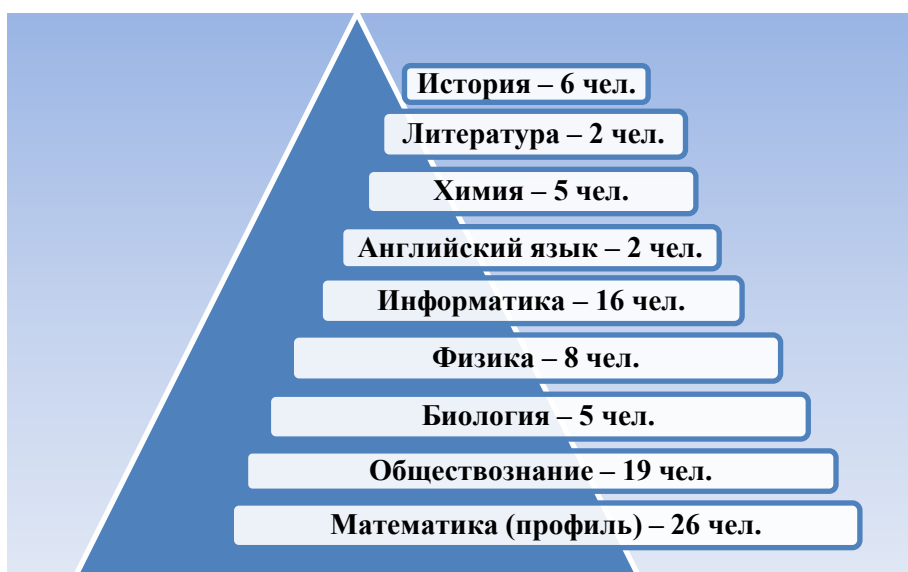 История – 6 чел.
Литература – 2 чел.
Химия – 5 чел.
Английский язык – 2 чел.
Информатика – 16 чел.
Физика – 8 чел.
Биология – 5 чел.
Обществознание – 19 чел.
Математика (профиль) – 26 чел.